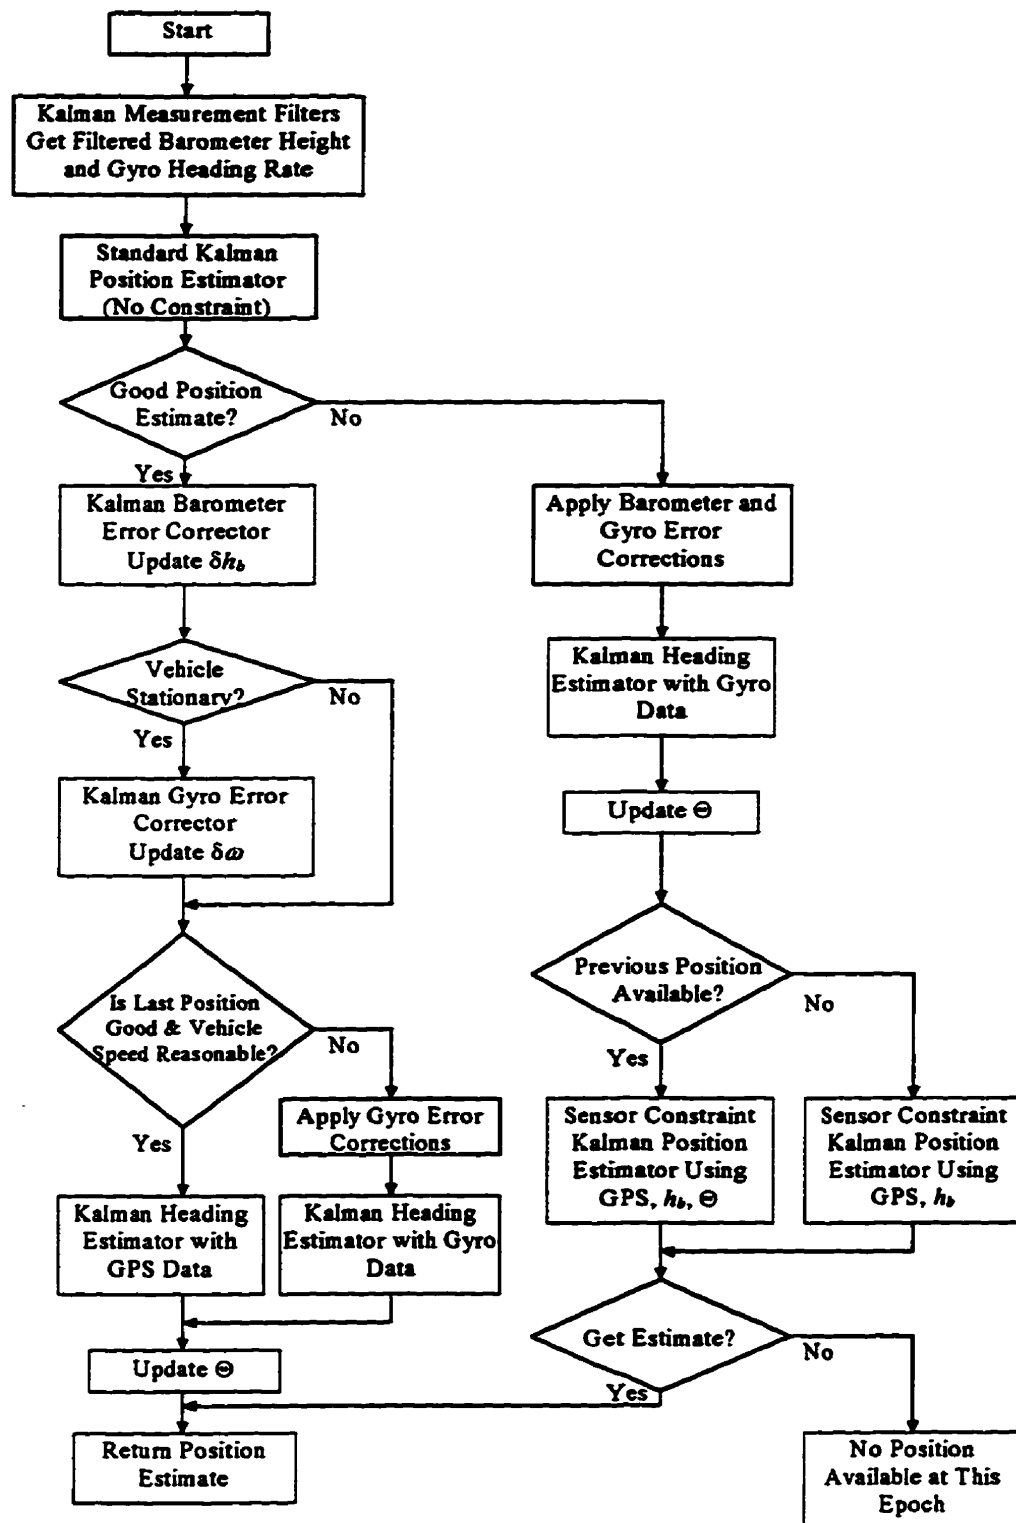 Start
Kalman Measurement Filters
Get Filtered Barometer Height
and Gyro Heading Rate
Standard Kalman
Position Estimator
(No Constraint)
Good Position
Estimate?
No
Yes
Kalman Barometer
Error Corrector
Update δh_b
Apply Barometer and
Gyro Error
Corrections
Vehicle
Stationary?
No
Yes
Kalman Heading
Estimator with Gyro
Data
Kalman Gyro Error
Corrector
Update δω
Update Θ
Previous Position
Available?
No
Yes
Is Last Position
Good & Vehicle
Speed Reasonable?
No
Yes
Apply Gyro Error
Corrections
Sensor Constraint
Kalman Position
Estimator Using
GPS, h_b, Θ
Sensor Constraint
Kalman Position
Estimator Using
GPS, h_b
Kalman Heading
Estimator with
GPS Data
Kalman Heading
Estimator with Gyro
Data
Get Estimate?
No
Yes
Update Θ
Return Position
Estimate
No Position
Available at This
Epoch